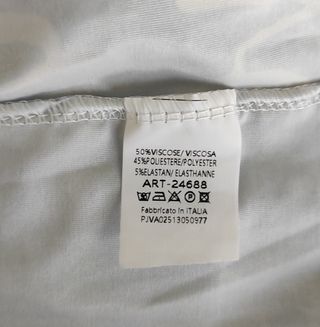 50%VISCOSE/ VISCOSA
45%POLIESTERE/POLYESTER
5%ELASTAN/ ELASTHANNE
ART-24688
Fabbricato in ITALIA
P.IVA02513050977